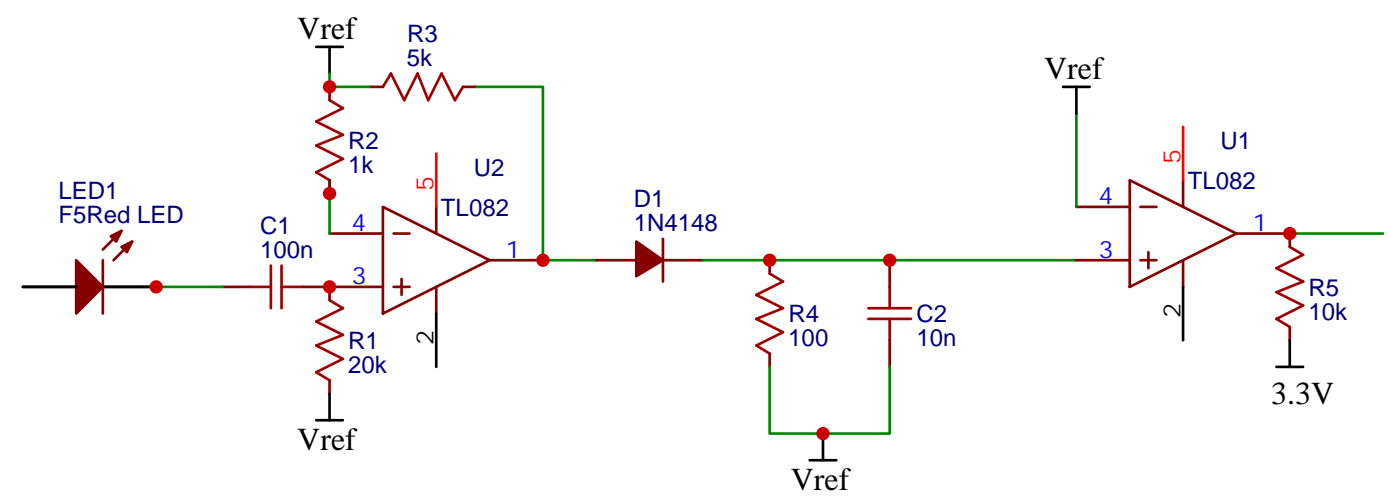 Vref
R3
5k
R2
1k
LED1
F5Red LED
C1
100n
4
3
5
2
1
U2
TL082
R1
20k
Vref
D1
1N4148
R4
100
C2
10n
Vref
Vref
4
3
5
2
1
U1
TL082
R5
10k
3.3V